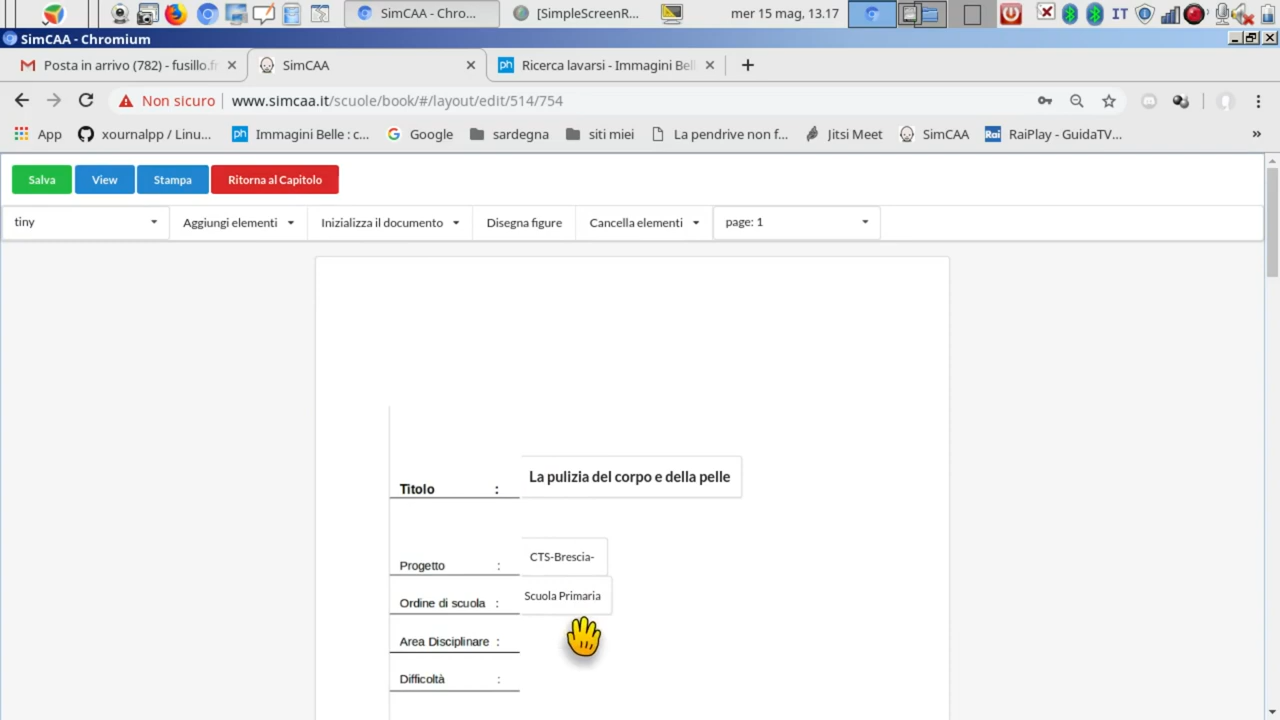 SimCAA - Chro...
[SimpleScreenR...
mer 15 mag, 13.17
IT
SimCAA - Chromium
Posta in arrivo (782) - fusillo.fr
SimCAA
Ricerca lavarsi - Immagini Bel
Non sicuro
www.simcaa.it/scuole/book/#/layout/edit/514/754
App
xournalpp / Linu...
ph Immagini Belle : c...
Google
sardegna
siti miei
La pendrive non f...
Jitsi Meet
SimCAA
Rai RaiPlay - GuidaTV...
»
Salva
View
Stampa
Ritorna al Capitolo
tiny
Aggiungi elementi
Inizializza il documento
Disegna figure
Cancella elementi
page: 1
Titolo :
La pulizia del corpo e della pelle
Progetto :
CTS-Brescia-
Ordine di scuola :
Scuola Primaria
Area Disciplinare :
Difficoltà :